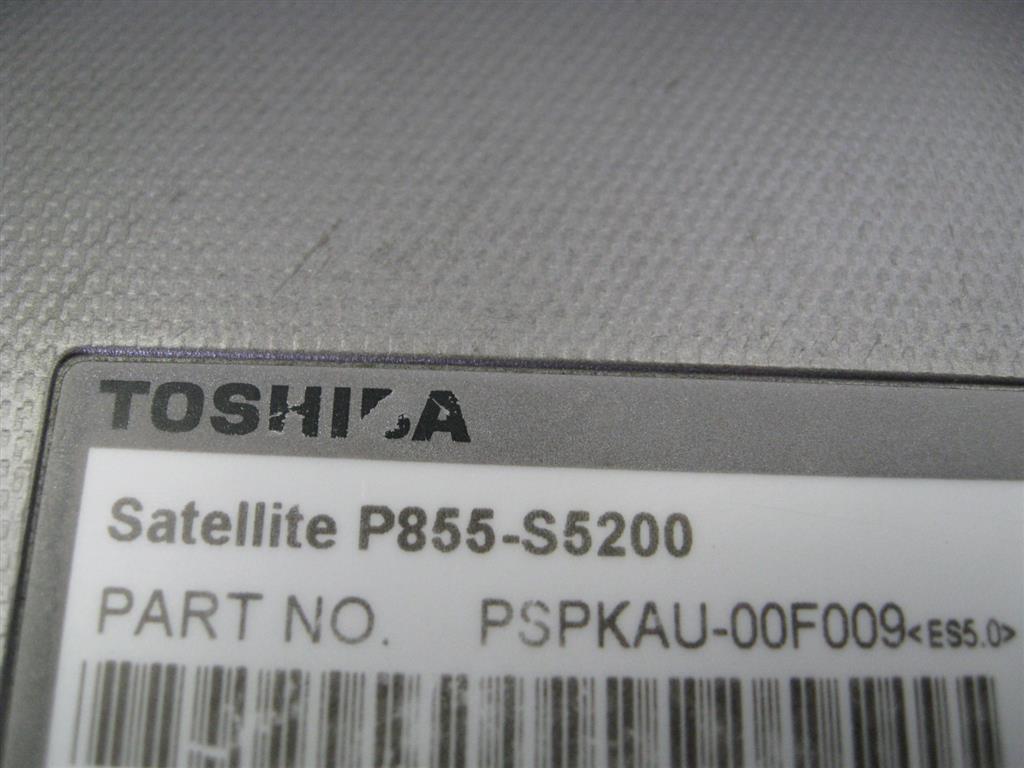 TOSHIBA
Satellite P855-S5200
PART NO. PSPKAU-00F009<ES5.0>